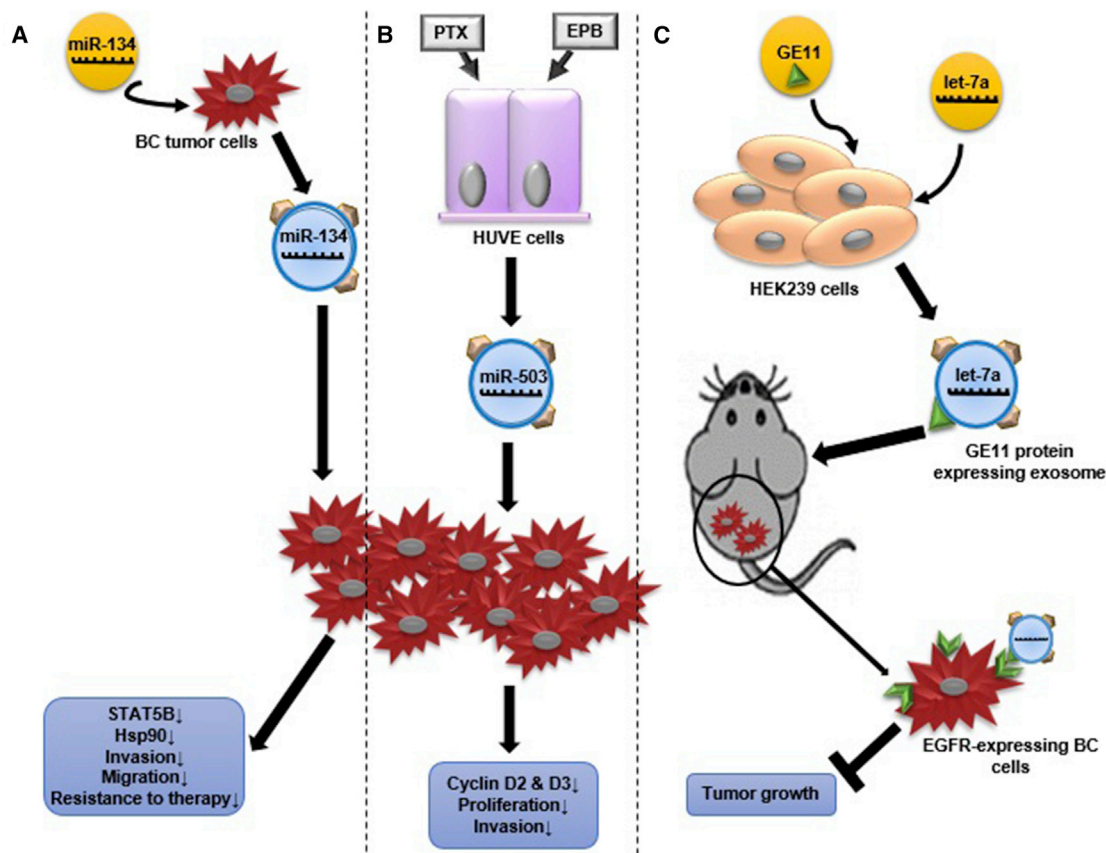 A
miR-134
BC tumor cells
miR-134
STAT5B↓
Hsp90↓
Invasion↓
Migration↓
Resistance to therapy↓
B
PTX
EPB
HUVE cells
miR-503
Cyclin D2 & D3↓
Proliferation↓
Invasion↓
C
GE11
let-7a
HEK239 cells
let-7a
GE11 protein
expressing exosome
EGFR-expressing BC
cells
Tumor growth